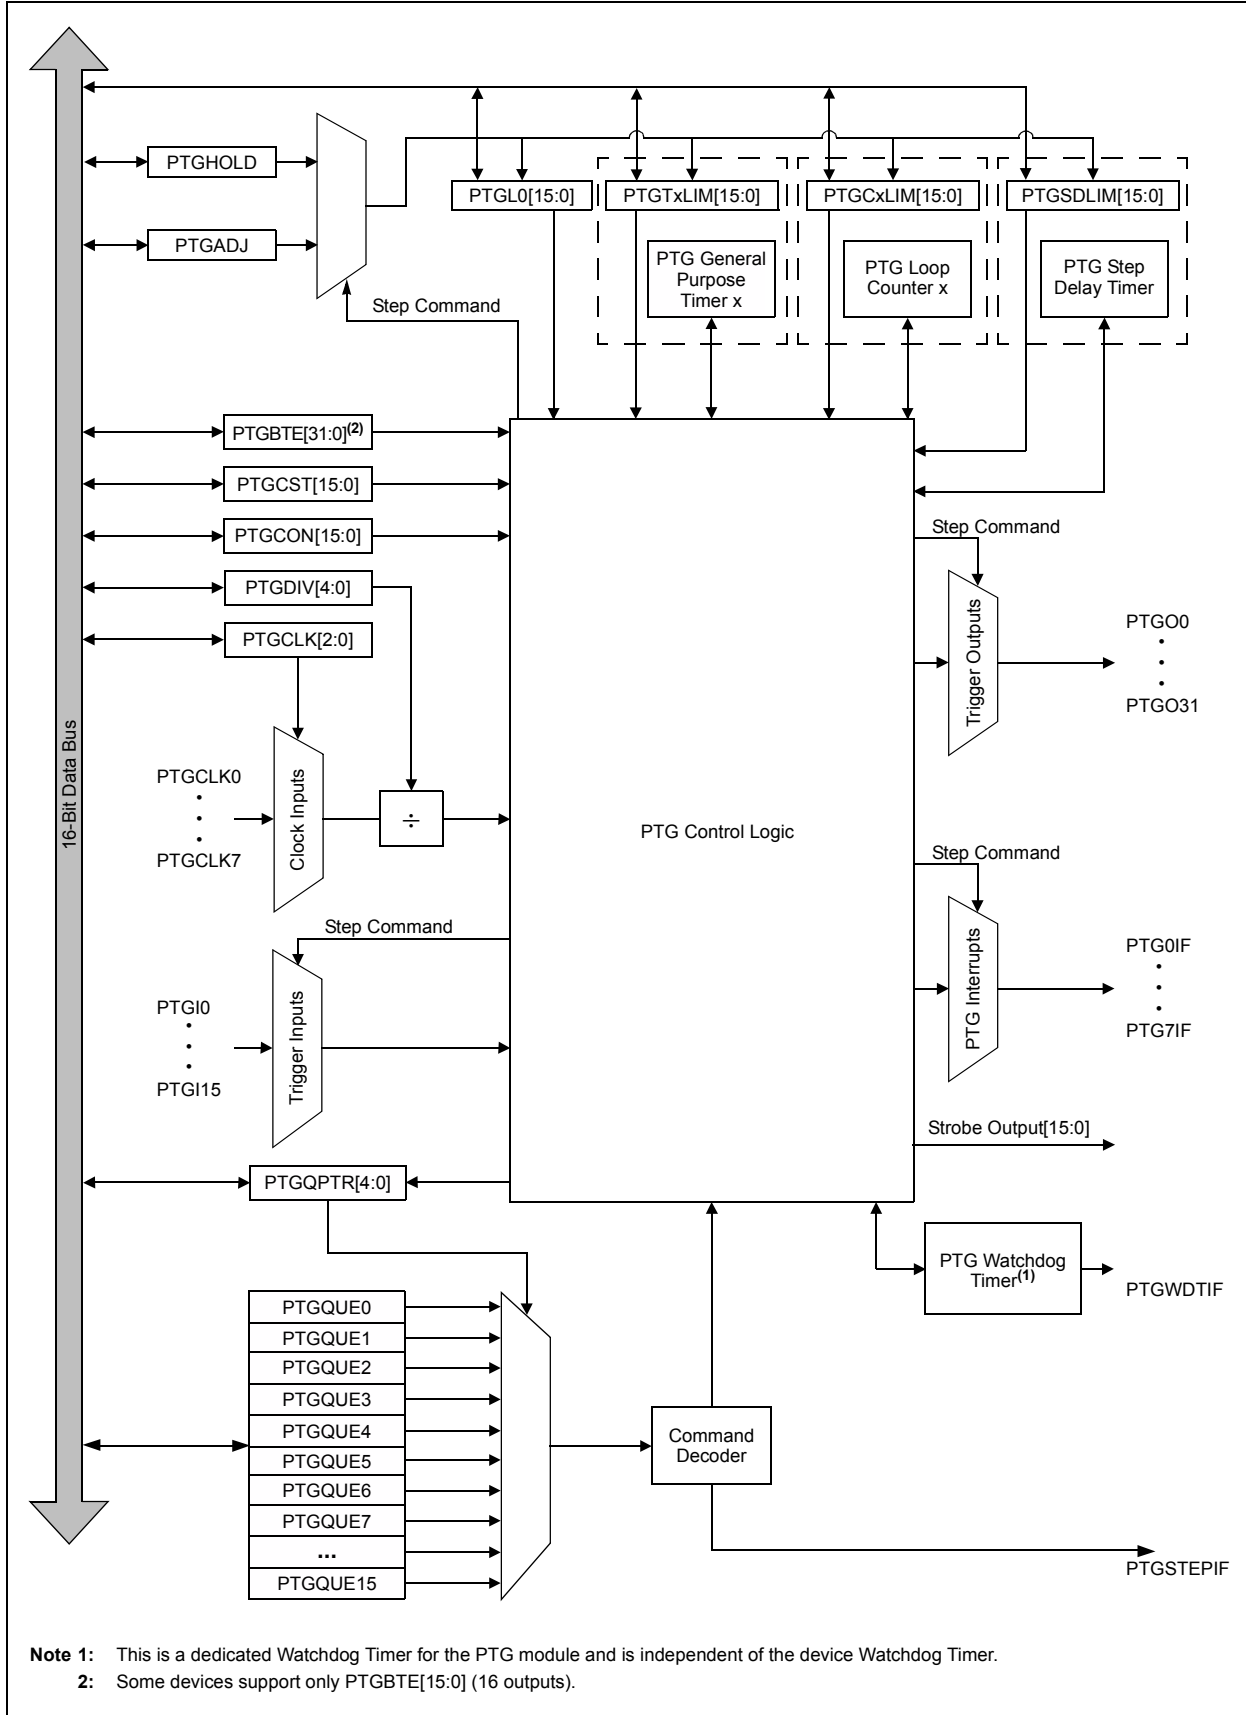 PTGHOLD
PTGADJ
PTGL0[15:0]
PTGTxLIM[15:0]
PTGCxLIM[15:0]
PTGSDLIM[15:0]
PTG General
Purpose
Timer x
PTG Loop
Counter x
PTG Step
Delay Timer
Step Command
PTGBTE[31:0](2)
PTGCST[15:0]
PTGCON[15:0]
PTGDIV[4:0]
PTGCLK[2:0]
16-Bit Data Bus
PTGCLK0
•
•
•
PTGCLK7
Clock Inputs
÷
PTG Control Logic
Step Command
Trigger Outputs
PTGO0
•
•
•
PTGO31
Step Command
PTG Interrupts
PTG0IF
•
•
•
PTG7IF
Step Command
PTGI0
•
•
•
PTGI15
Trigger Inputs
Strobe Output[15:0]
PTGQPTR[4:0]
PTG Watchdog
Timer(1)
PTGWDTIF
PTGQUE0
PTGQUE1
PTGQUE2
PTGQUE3
PTGQUE4
PTGQUE5
PTGQUE6
PTGQUE7
...
PTGQUE15
Command
Decoder
PTGSTEPIF
Note 1: This is a dedicated Watchdog Timer for the PTG module and is independent of the device Watchdog Timer.
2: Some devices support only PTGBTE[15:0] (16 outputs).